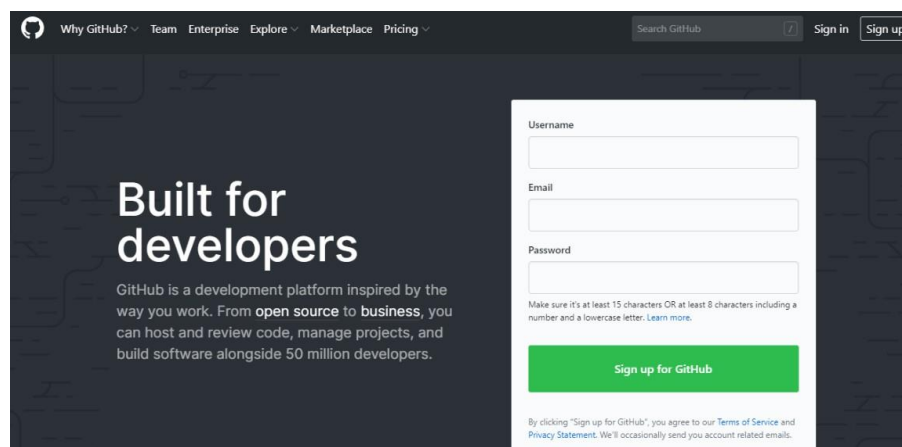 Why GitHub? Team Enterprise Explore Marketplace Pricing Search GitHub / Sign in Sign up
Built for
developers
GitHub is a development platform inspired by the
way you work. From open source to business, you
can host and review code, manage projects, and
build software alongside 50 million developers.
Username
Email
Password
Make sure it's at least 15 characters OR at least 8 characters including a
number and a lowercase letter. Learn more.
Sign up for GitHub
By clicking "Sign up for GitHub", you agree to our Terms of Service and
Privacy Statement. We'll occasionally send you account related emails.